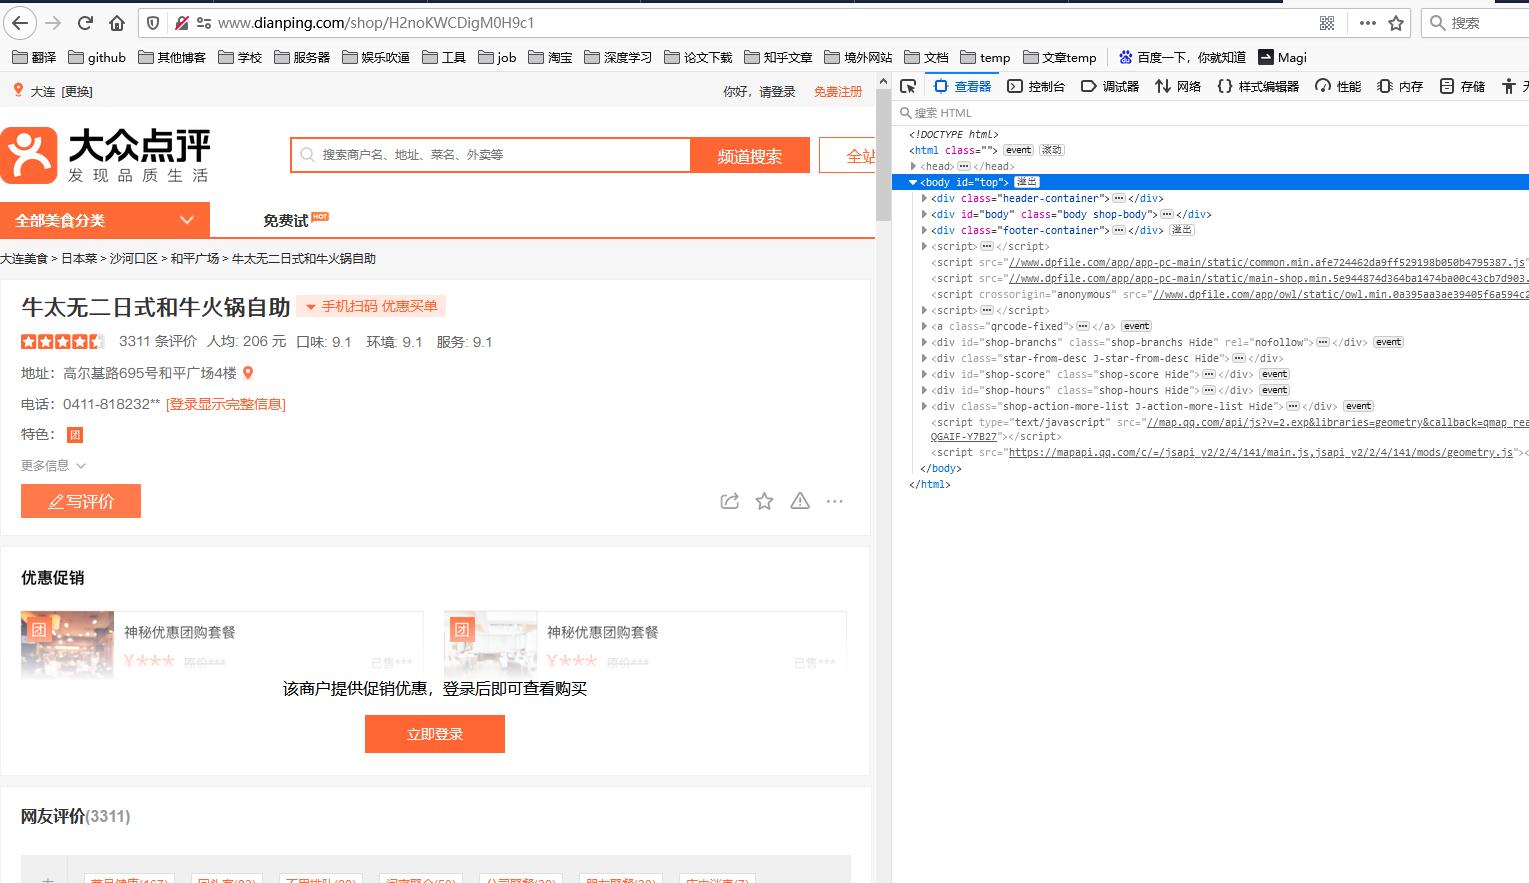 www.dianping.com/shop/H2noKWCDigM0H9c1
搜索
翻译 github 其他博客 学校 服务器 娱乐吹逼 工具 job 淘宝 深度学习 论文下载 知乎文章 境外网站 文档 temp 文章temp 百度一下，你就知道 Magi
大连 [更换] 你好，请登录 免费注册
大众点评
发现品质生活
搜索商户名、地址、菜名、外卖等 频道搜索 全站
全部美食分类 免费试 HOT
大连美食 > 日本菜 > 沙河口区 > 和平广场 > 牛太无二日式和牛火锅自助
牛太无二日式和牛火锅自助 手机扫码 优惠买单
3311 条评价 人均: 206 元 口味: 9.1 环境: 9.1 服务: 9.1
地址: 高尔基路695号和平广场4楼
电话: 0411-818232** [登录显示完整信息]
特色: 团
更多信息
写评价
优惠促销
团 神秘优惠团购套餐
¥*** 原价*** 已售***
团 神秘优惠团购套餐
¥*** 原价*** 已售***
该商户提供促销优惠，登录后即可查看购买
立即登录
网友评价(3311)
查看器 控制台 调试器 网络 {} 样式编辑器 性能 内存 存储
搜索 HTML
<!DOCTYPE html>
<html class=""> event 滚动
<head> ••• </head>
<body id="top"> 溢出
<div class="header-container"> ••• </div>
<div id="body" class="body shop-body"> ••• </div>
<div class="footer-container"> ••• </div> 溢出
<script> ••• </script>
<script src="//www.dpfile.com/app/app-pc-main/static/common.min.afe724462da9ff529198b050b4795387.js"
<script src="//www.dpfile.com/app/app-pc-main/static/main-shop.min.5e944874d364ba1474ba00c43cb7d903.
<script crossorigin="anonymous" src="//www.dpfile.com/app/owl/static/owl.min.0a395aa3ae39405f6a594c2
<script> ••• </script>
<a class="qrcode-fixed"> ••• </a> event
<div id="shop-branchs" class="shop-branchs Hide" rel="nofollow"> ••• </div> event
<div class="star-from-desc J-star-from-desc Hide"> ••• </div>
<div id="shop-score" class="shop-score Hide"> ••• </div> event
<div id="shop-hours" class="shop-hours Hide"> ••• </div> event
<div class="shop-action-more-list J-action-more-list Hide"> ••• </div> event
<script type="text/javascript" src="//map.qq.com/api/js?v=2.exp&libraries=geometry&callback=qmap_rea
QGAIF-Y7B27"></script>
<script src="https://mapapi.qq.com/c/=/jsapi_v2/2/4/141/main.js,jsapi_v2/2/4/141/mods/geometry.js"><
</body>
</html>